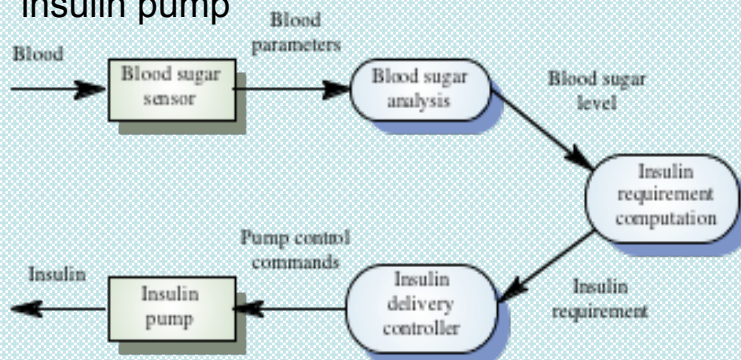 insulin pump
Blood
Blood
parameters
Blood sugar
sensor
Blood sugar
analysis
Blood sugar
level
Insulin
requirement
computation
Insulin
requirement
Insulin
delivery
controller
Pump control
commands
Insulin
pump
Insulin